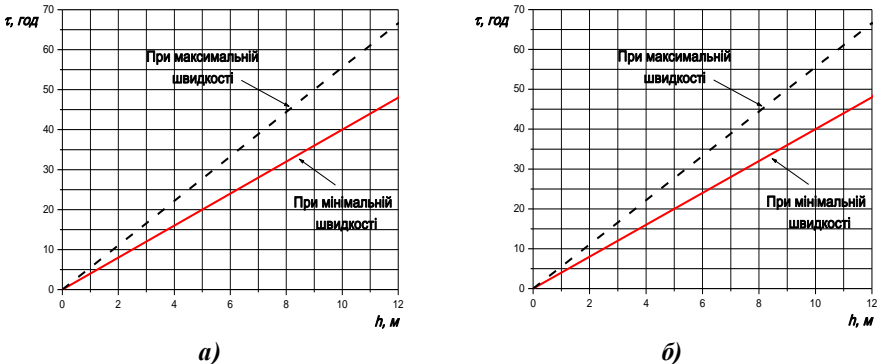 τ, год
70
60
50
40
30
20
10
0
При максимальній
швидкості
При мінімальній
швидкості
0 2 4 6 8 10 12
h, м
а)
τ, год
70
60
50
40
30
20
10
0
При максимальній
швидкості
При мінімальній
швидкості
0 2 4 6 8 10 12
h, м
б)